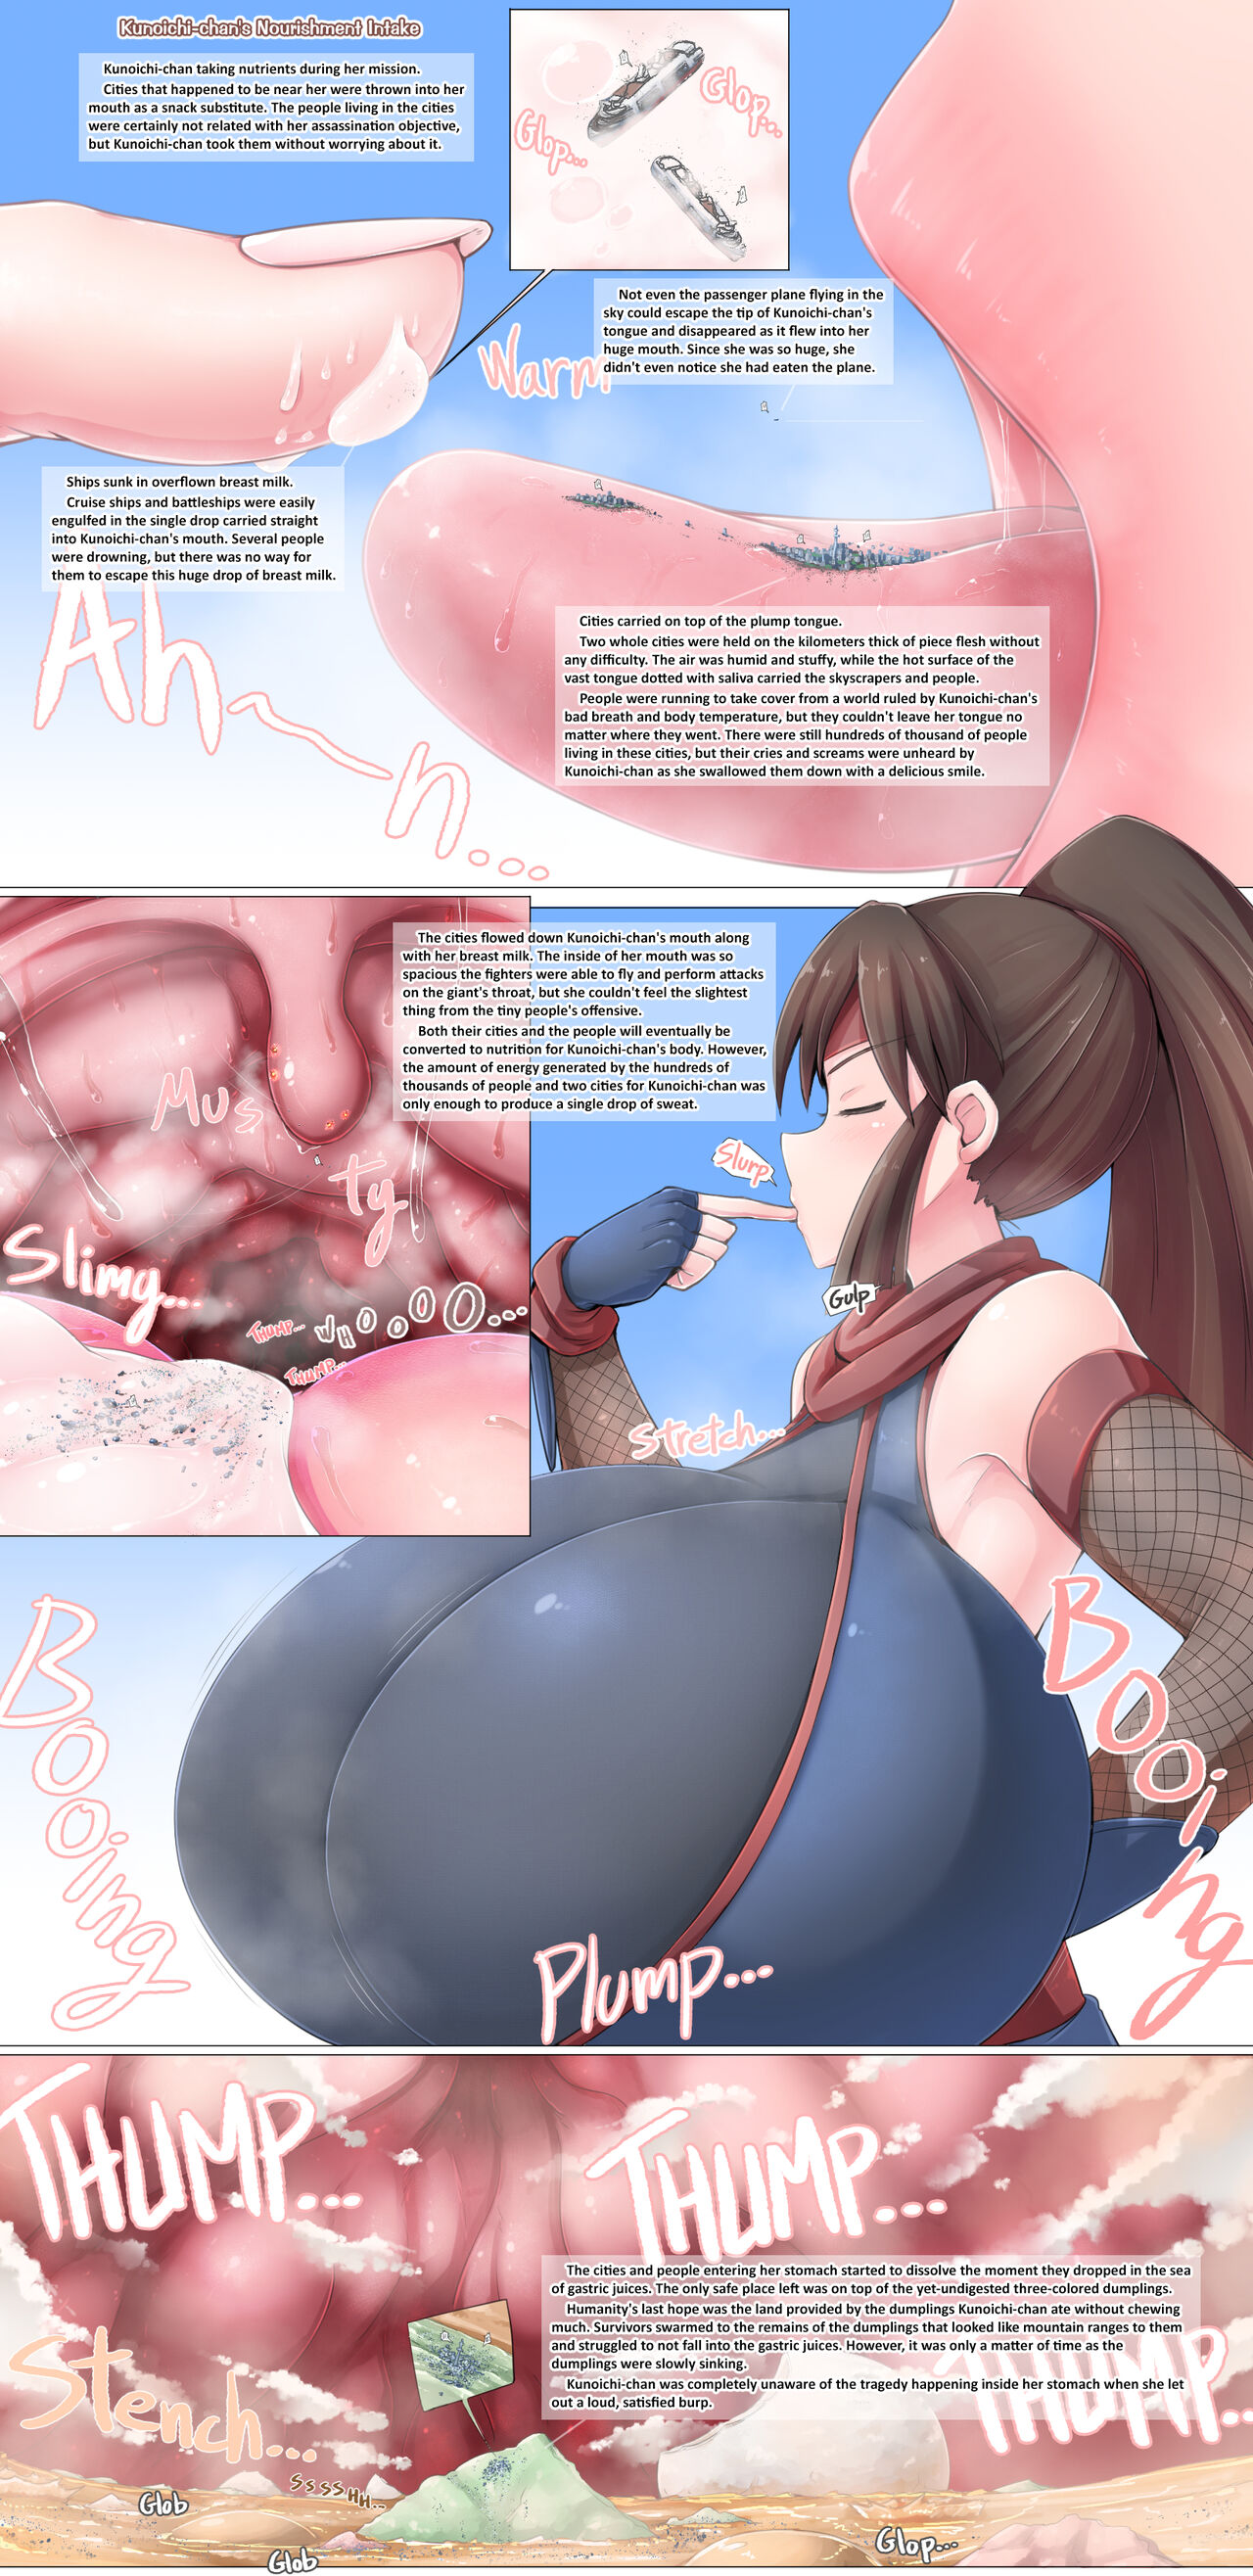 Kunoichi-chan's Nourishment Intake
Kunoichi-chan taking nutrients during her mission.
Cities that happened to be near her were thrown into her
mouth as a snack substitute. The people living in the cities
were certainly not related with her assassination objective,
but Kunoichi-chan took them without worrying about it.
Glop...
Glop...
Not even the passenger plane flying in the
sky could escape the tip of Kunoichi-chan's
tongue and disappeared as it flew into her
huge mouth. Since she was so huge, she
didn't even notice she had eaten the plane.
Warm
Ships sunk in overflown breast milk.
Cruise ships and battleships were easily
engulfed in the single drop carried straight
into Kunoichi-chan's mouth. Several people
were drowning, but there was no way for
them to escape this huge drop of breast milk.
Ah~n...
Cities carried on top of the plump tongue.
Two whole cities were held on the kilometers thick of piece flesh without
any difficulty. The air was humid and stuffy, while the hot surface of the
vast tongue dotted with saliva carried the skyscrapers and people.
People were running to take cover from a world ruled by Kunoichi-chan's
bad breath and body temperature, but they couldn't leave her tongue no
matter where they went. There were still hundreds of thousand of people
living in these cities, but their cries and screams were unheard by
Kunoichi-chan as she swallowed them down with a delicious smile.
The cities flowed down Kunoichi-chan's mouth along
with her breast milk. The inside of her mouth was so
spacious the fighters were able to fly and perform attacks
on the giant's throat, but she couldn't feel the slightest
thing from the tiny people's offensive.
Both their cities and the people will eventually be
converted to nutrition for Kunoichi-chan's body. However,
the amount of energy generated by the hundreds of
thousands of people and two cities for Kunoichi-chan was
only enough to produce a single drop of sweat.
Mus
ty
Slimy...
THUMP...
WHOOOO...
THUMP...
Slurp
Gulp
Stretch...
Booing
Booing
Plump...
THUMP...
THUMP...
The cities and people entering her stomach started to dissolve the moment they dropped in the sea
of gastric juices. The only safe place left was on top of the yet-undigested three-colored dumplings.
Humanity's last hope was the land provided by the dumplings Kunoichi-chan ate without chewing
much. Survivors swarmed to the remains of the dumplings that looked like mountain ranges to them
and struggled to not fall into the gastric juices. However, it was only a matter of time as the
dumplings were slowly sinking.
Kunoichi-chan was completely unaware of the tragedy happening inside her stomach when she let
out a loud, satisfied burp.
THUMP...
Stench...
SSSSHH...
Glob
Glob
Glop...